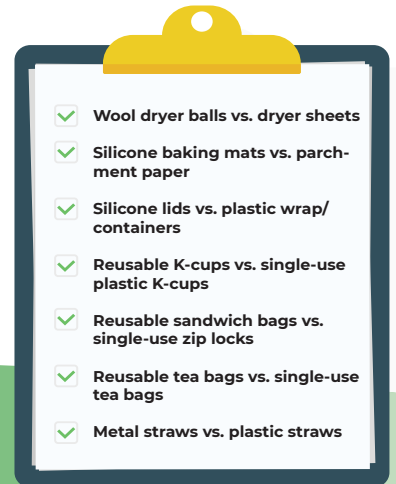 Wool dryer balls vs. dryer sheets
Silicone baking mats vs. parch-
ment paper
Silicone lids vs. plastic wrap/
containers
Reusable K-cups vs. single-use
plastic K-cups
Reusable sandwich bags vs.
single-use zip locks
Reusable tea bags vs. single-use
tea bags
Metal straws vs. plastic straws